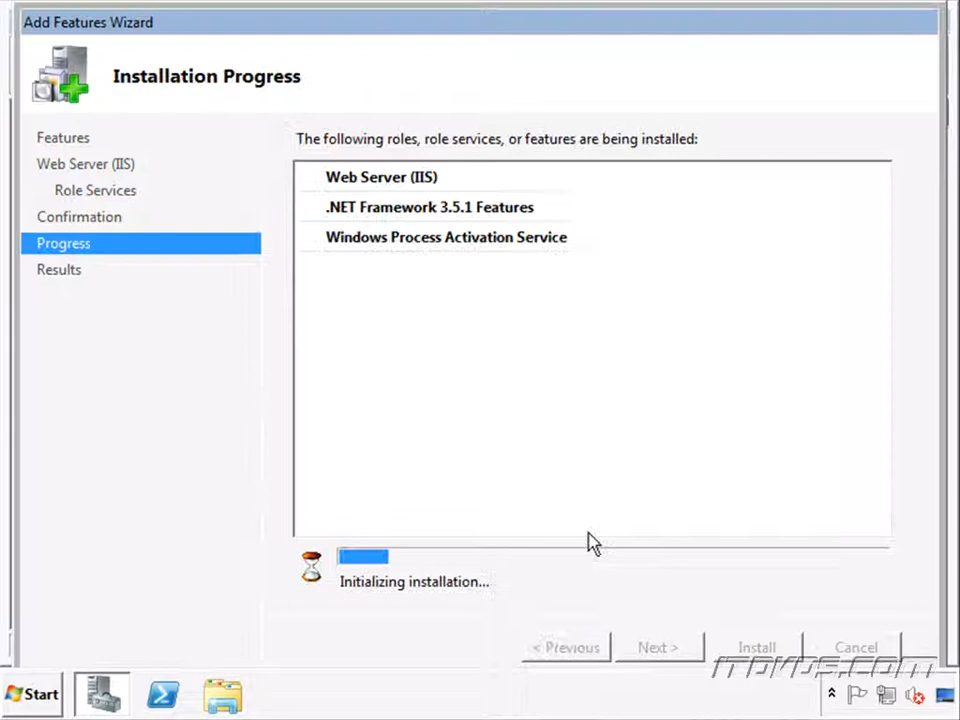 Add Features Wizard
Installation Progress
Features
Web Server (IIS)
Role Services
Confirmation
Progress
Results
The following roles, role services, or features are being installed:
Web Server (IIS)
.NET Framework 3.5.1 Features
Windows Process Activation Service
Initializing installation...
< Previous
Next >
Install
Cancel
ITDVDS.COM
Start